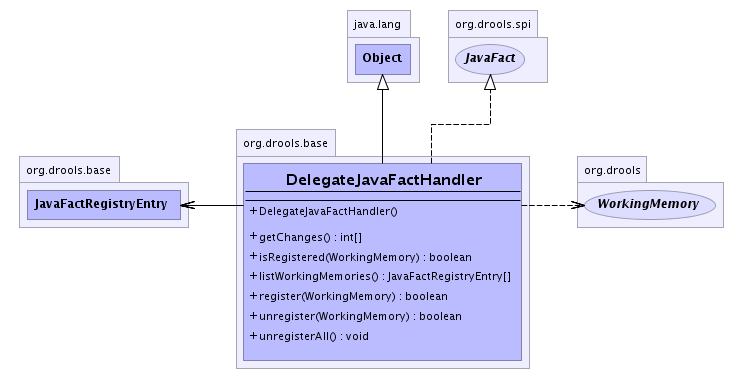 java.lang
Object
org.drools.spi
JavaFact
org.drools.base
JavaFactRegistryEntry
org.drools.base
DelegateJavaFactHandler
+ DelegateJavaFactHandler()
+ getChanges() : int[]
+ isRegistered(WorkingMemory) : boolean
+ listWorkingMemories() : JavaFactRegistryEntry[]
+ register(WorkingMemory) : boolean
+ unregister(WorkingMemory) : boolean
+ unregisterAll() : void
org.drools
WorkingMemory